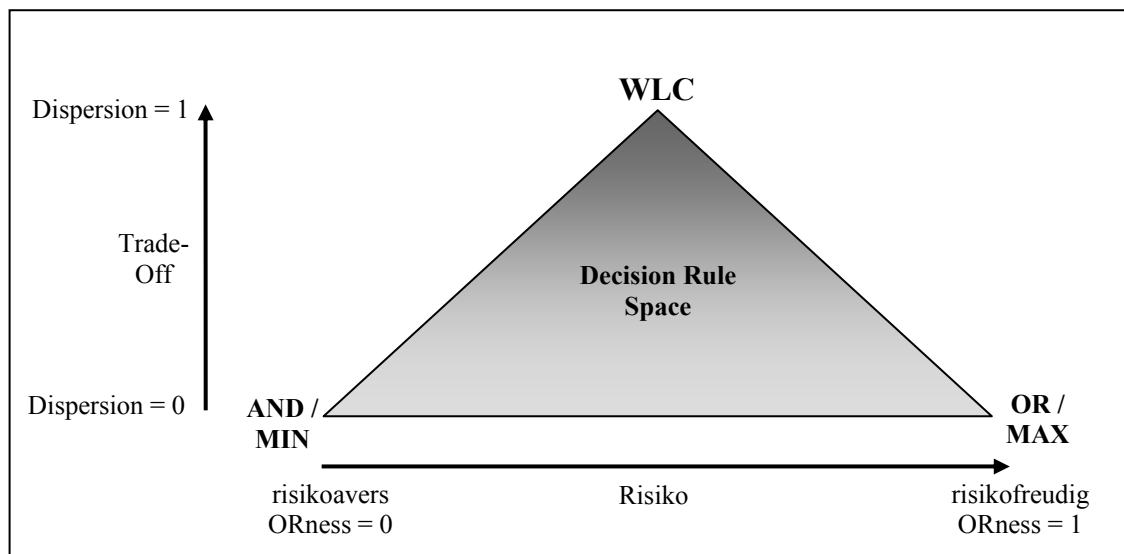 WLC
Dispersion = 1
Trade-
Off
Decision Rule
Space
Dispersion = 0
AND /
MIN
OR /
MAX
risikoavers
ORness = 0
Risiko
risikofreudig
ORness = 1